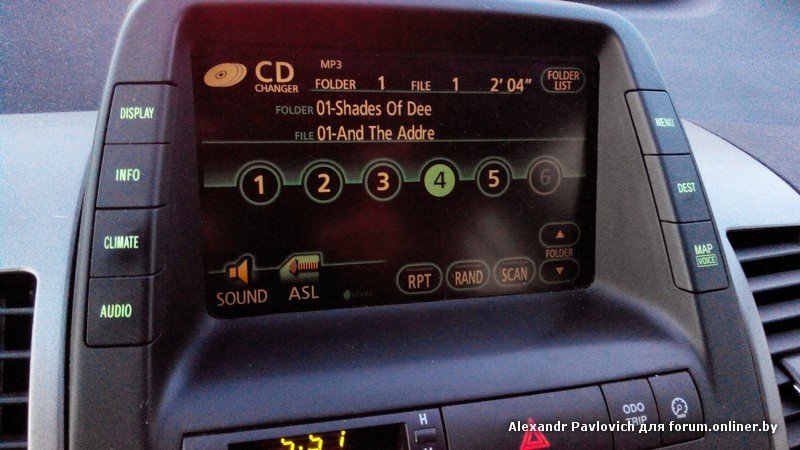 CD
CHANGER
MP3
FOLDER 1 FILE 1 2' 04"
FOLDER LIST
FOLDER 01-Shades Of Dee
FILE 01-And The Addre
1 2 3 4 5 6
SOUND
ASL
RPT
RAND
SCAN
FOLDER
DISPLAY
INFO
CLIMATE
AUDIO
MENU
DEST
MAP
VOICE
H
ODO
TRIP
Alexandr Pavlovich для forum.onliner.by